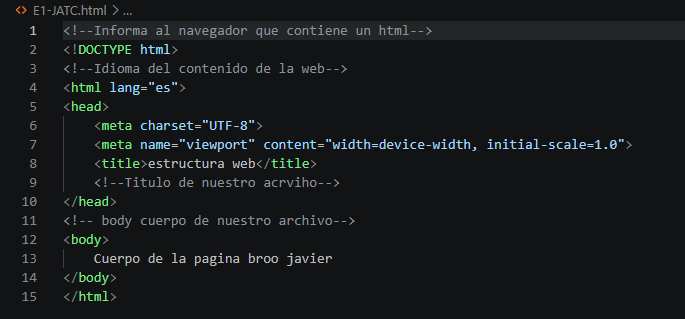 E1-JATC.html > ...
1 <!--Informa al navegador que contiene un html-->
2 <!DOCTYPE html>
3 <!--Idioma del contenido de la web-->
4 <html lang="es">
5 <head>
6 <meta charset="UTF-8">
7 <meta name="viewport" content="width=device-width, initial-scale=1.0">
8 <title>estructura web</title>
9 <!--Titulo de nuestro acrviho-->
10 </head>
11 <!-- body cuerpo de nuestro archivo-->
12 <body>
13 Cuerpo de la pagina broo javier
14 </body>
15 </html>